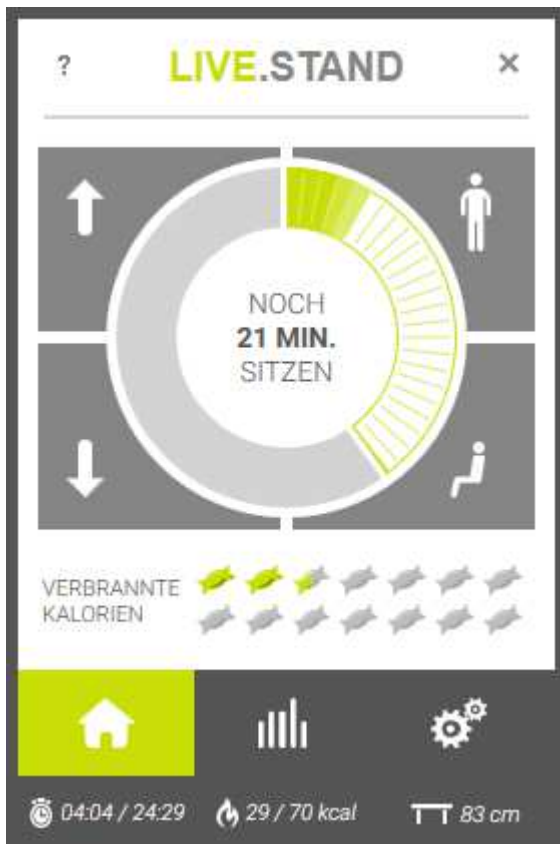 ?
LIVE.STAND
×
NOCH
21 MIN.
SITZEN
VERBRANNTE
KALORIEN
04:04 / 24:29
29 / 70 kcal
83 cm